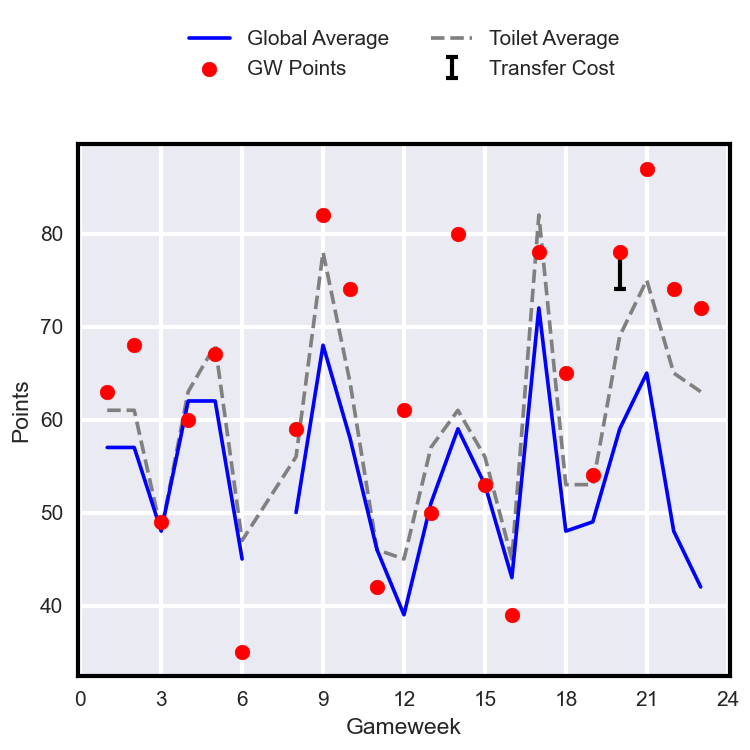 Global Average
Toilet Average
GW Points
Transfer Cost
Points
80
70
60
50
40
0 3 6 9 12 15 18 21 24
Gameweek